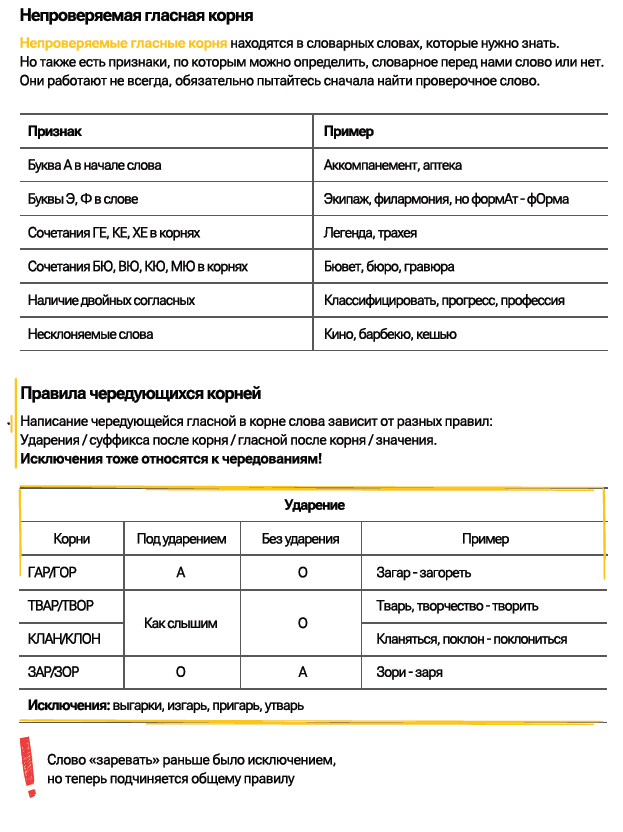 Непроверяемая гласная корня
Непроверяемые гласные корня находятся в словарных словах, которые нужно знать.
Но также есть признаки, по которым можно определить, словарное перед нами слово или нет.
Они работают не всегда, обязательно пытайтесь сначала найти проверочное слово.
Признак Пример
Буква А в начале слова Аккомпанемент, аптека
Буквы Э, Ф в слове Экипаж, филармония, но формАт - фОрма
Сочетания ГЕ, КЕ, ХЕ в корнях Легенда, трахея
Сочетания БЮ, ВЮ, КЮ, МЮ в корнях Бювет, бюро, гравюра
Наличие двойных согласных Классифицировать, прогресс, профессия
Несклоняемые слова Кино, барбекю, кешью
Правила чередующихся корней
Написание чередующейся гласной в корне слова зависит от разных правил:
Ударения / суффикса после корня / гласной после корня / значения.
Исключения тоже относятся к чередованиям!
Ударение
Корни Под ударением Без ударения Пример
ГАР/ГОР А О Загар - загореть
ТВАР/ТВОР Как слышим О Тварь, творчество - творить
КЛАН/КЛОН Кланяться, поклон - поклониться
ЗАР/ЗОР О А Зори - заря
Исключения: выгарки, изгарь, пригарь, утварь
Слово «заревать» раньше было исключением,
но теперь подчиняется общему правилу